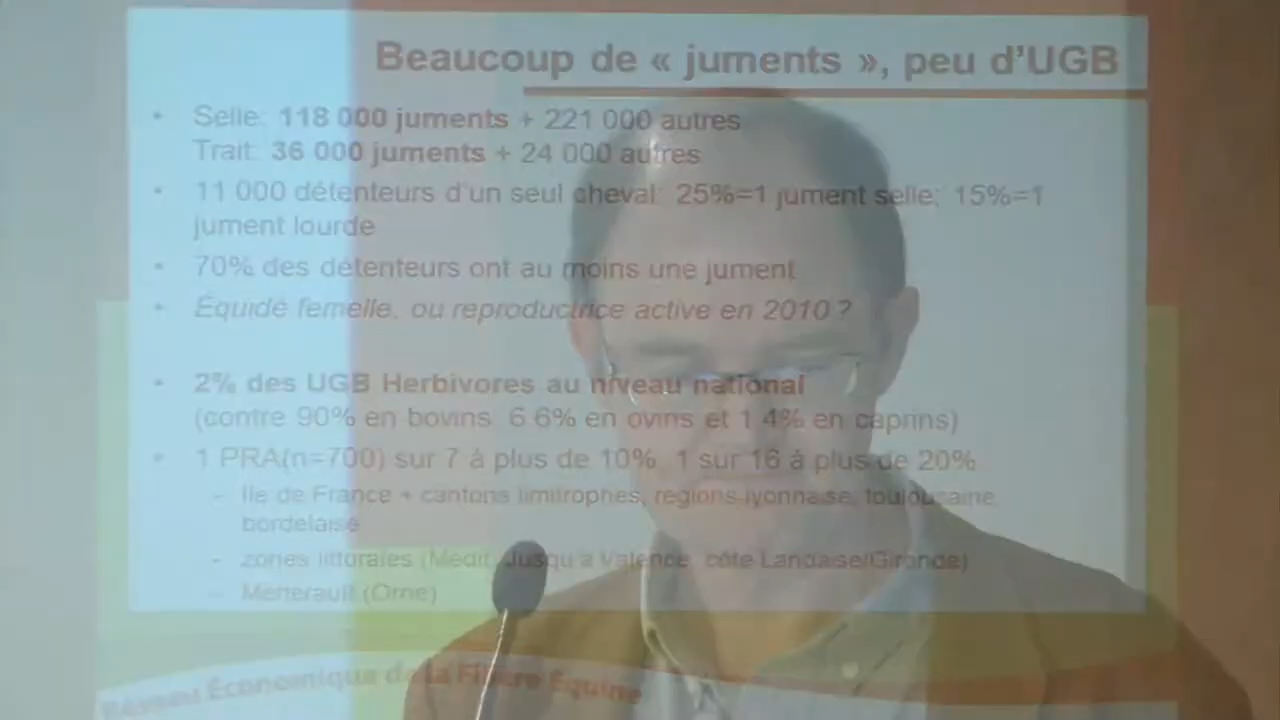 Beaucoup de « juments », peu d'UGB
• Selle: 118 000 juments + 221 000 autres
Trait: 36 000 juments + 24 000 autres
• 11 000 détenteurs d'un seul cheval: 25%=1 jument selle; 15%=1
jument lourde
• 70% des détenteurs ont au moins une jument
• Équidé femelle, ou reproductrice active en 2010 ?
• 2% des UGB Herbivores au niveau national
(contre 90% en bovins, 6.6% en ovins et 1.4% en caprins)
• 1 PRA(n=700) sur 7 à plus de 10%, 1 sur 16 à plus de 20%
– Ile de France + cantons limitrophes, régions lyonnaise, toulousaine
bordelaise
– zones littorales (Médit. Jusqu'à Valence, côte Landaise/Gironde)
– Merlerault (Orne)
Réseau Économique de la Filière Équine